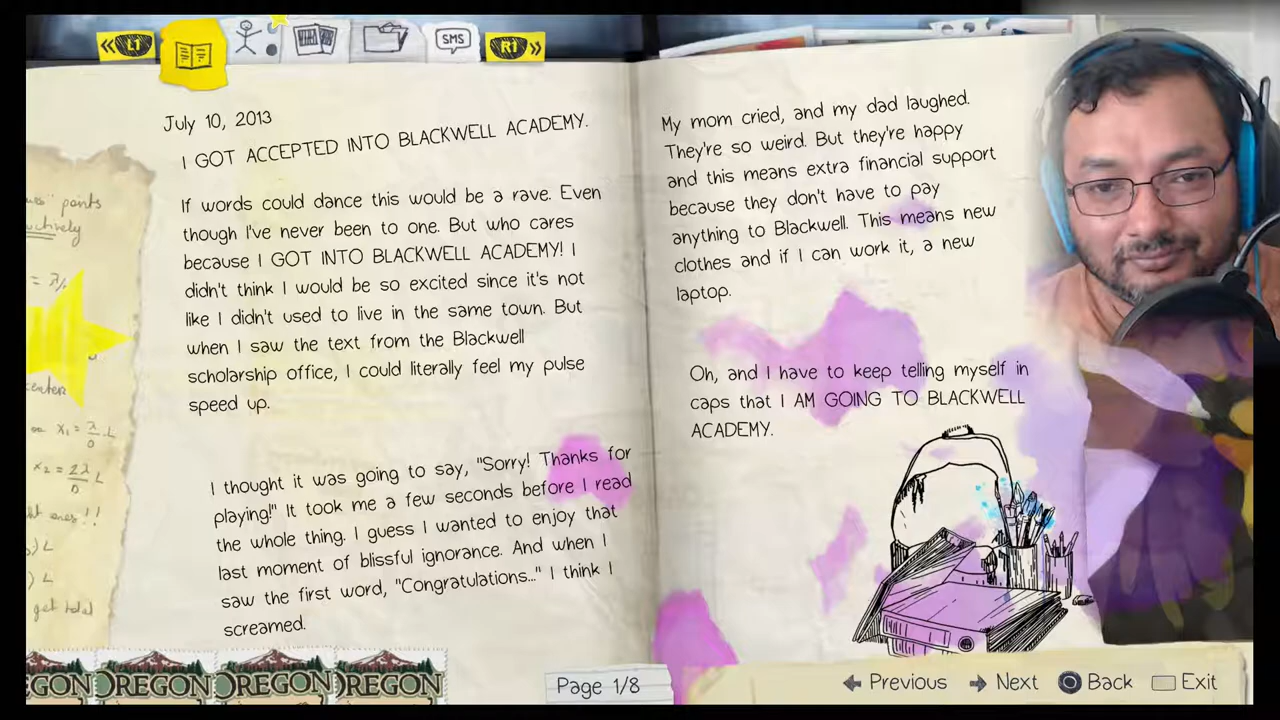 L1
SMS
R1
July 10, 2013
I GOT ACCEPTED INTO BLACKWELL ACADEMY.
If words could dance this would be a rave. Even
though I've never been to one. But who cares
because I GOT INTO BLACKWELL ACADEMY! I
didn't think I would be so excited since it's not
like I didn't used to live in the same town. But
when I saw the text from the Blackwell
scholarship office, I could literally feel my pulse
speed up.
I thought it was going to say, "Sorry! Thanks for
playing!" It took me a few seconds before I read
the whole thing. I guess I wanted to enjoy that
last moment of blissful ignorance. And when I
saw the first word, "Congratulations..." I think I
screamed.
My mom cried, and my dad laughed.
They're so weird. But they're happy
and this means extra financial support
because they don't have to pay
anything to Blackwell. This means new
clothes and if I can work it, a new
laptop.
Oh, and I have to keep telling myself in
caps that I AM GOING TO BLACKWELL
ACADEMY.
EGON OREGON OREGON OREGON
Page 1/8
Previous Next Back Exit